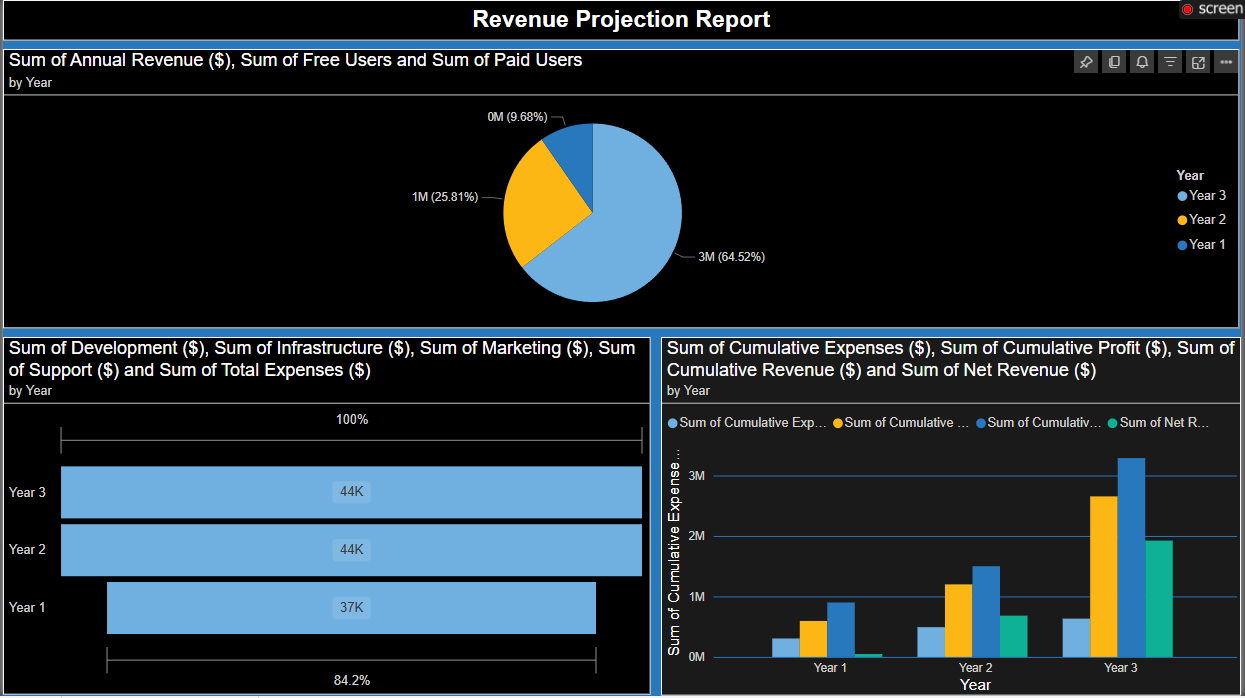 Revenue Projection Report
screen
Sum of Annual Revenue ($), Sum of Free Users and Sum of Paid Users
by Year
0M (9.68%)
1M (25.81%)
3M (64.52%)
Year
Year 3
Year 2
Year 1
Sum of Development ($), Sum of Infrastructure ($), Sum of Marketing ($), Sum
of Support ($) and Sum of Total Expenses ($)
by Year
100%
Year 3
44K
Year 2
44K
Year 1
37K
84.2%
Sum of Cumulative Expenses ($), Sum of Cumulative Profit ($), Sum of
Cumulative Revenue ($) and Sum of Net Revenue ($)
by Year
Sum of Cumulative Exp... Sum of Cumulative ... Sum of Cumulativ... Sum of Net R...
Sum of Cumulative Expense...
3M
2M
1M
0M
Year 1 Year 2 Year 3
Year